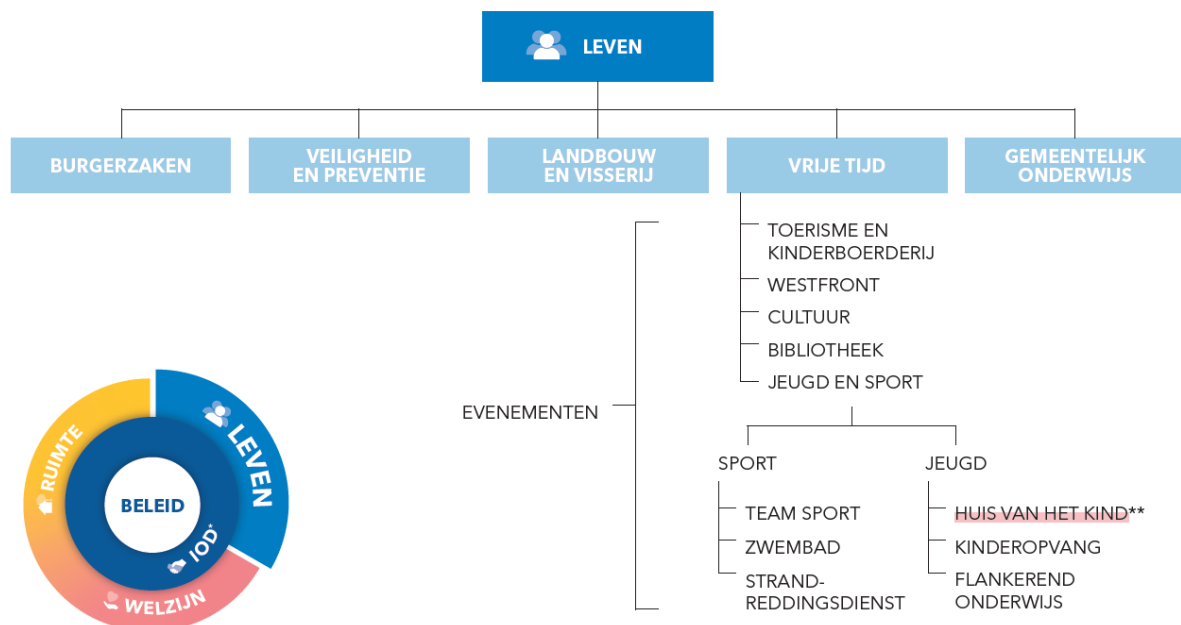 LEVEN
BURGERZAKEN
VEILIGHEID
EN PREVENTIE
LANDBOUW
EN VISSERIJ
VRIJE TIJD
GEMEENTELIJK
ONDERWIJS
TOERISME EN
KINDERBOERDERIJ
WESTFRONT
CULTUUR
BIBLIOTHEEK
JEUGD EN SPORT
EVENEMENTEN
SPORT
TEAM SPORT
ZWEMBAD
STRAND-
REDDINGSDIENST
JEUGD
HUIS VAN HET KIND**
KINDEROPVANG
FLANKEREND
ONDERWIJS
RUIMTE
LEVEN
BELEID
IOD*
WELZIJN